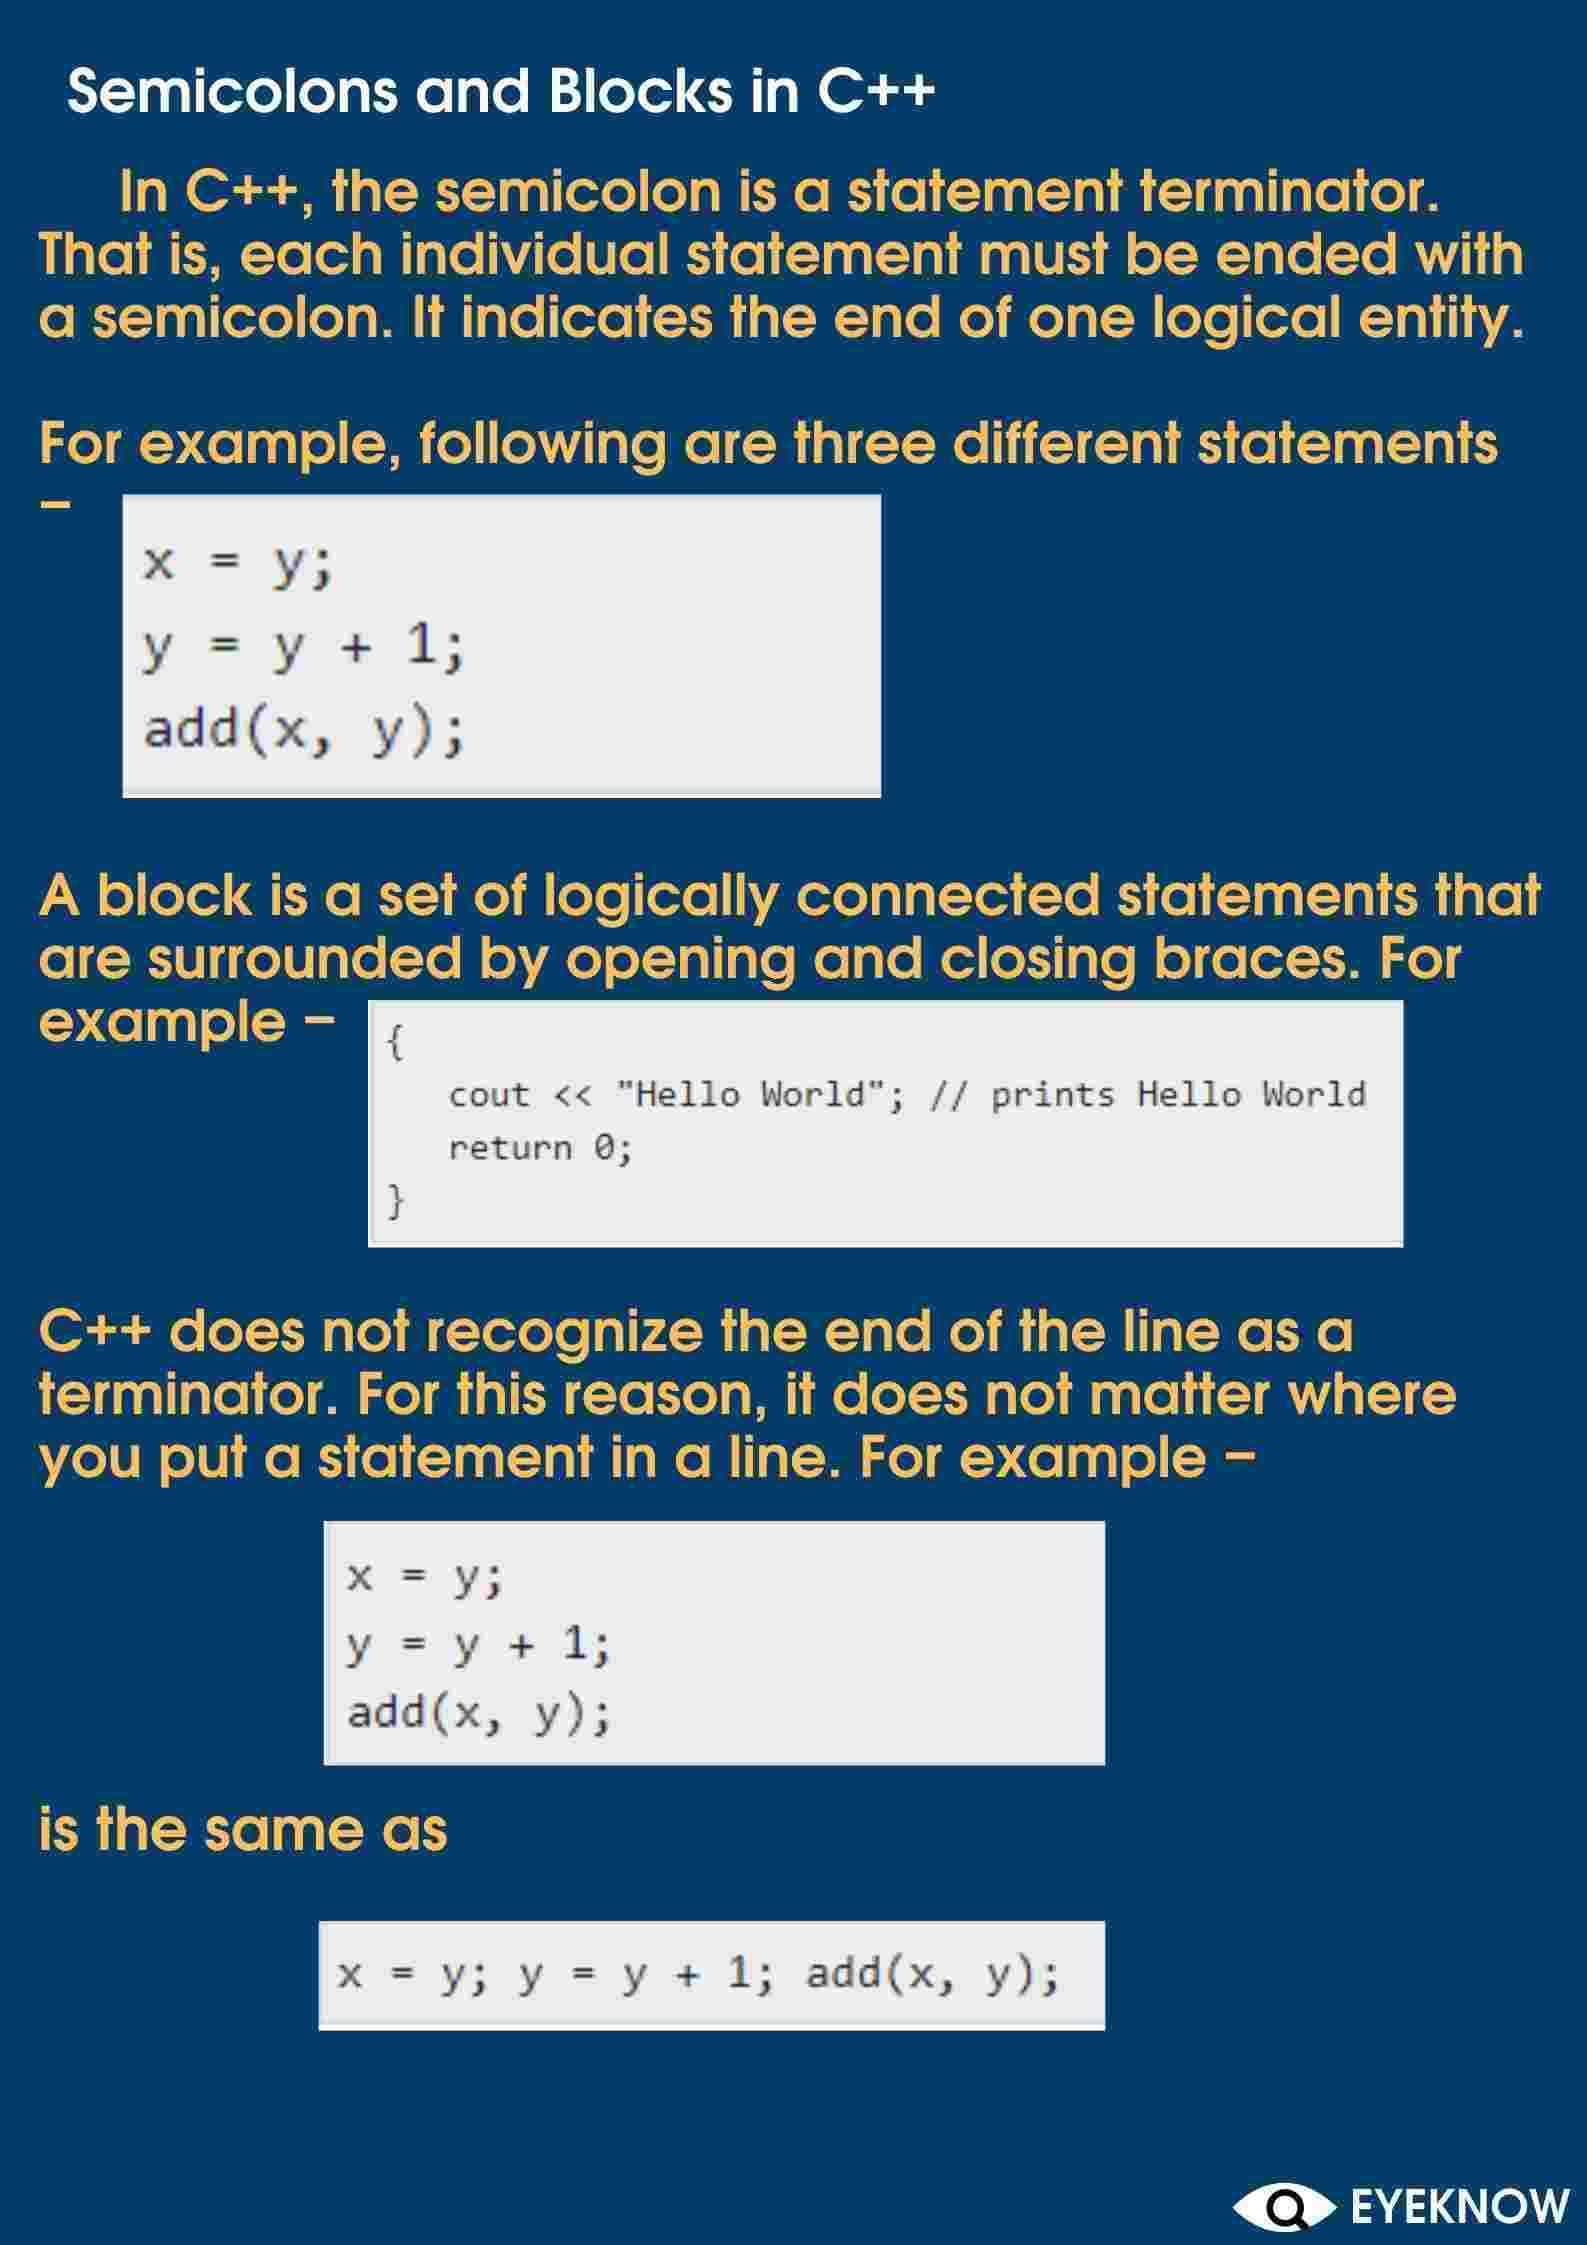 Semicolons and Blocks in C++
In C++, the semicolon is a statement terminator.
That is, each individual statement must be ended with
a semicolon. It indicates the end of one logical entity.
For example, following are three different statements
–
x = y;
y = y + 1;
add(x, y);
A block is a set of logically connected statements that
are surrounded by opening and closing braces. For
example –
{
   cout << "Hello World"; // prints Hello World
   return 0;
}
C++ does not recognize the end of the line as a
terminator. For this reason, it does not matter where
you put a statement in a line. For example –
x = y;
y = y + 1;
add(x, y);
is the same as
x = y; y = y + 1; add(x, y);
EYEKNOW